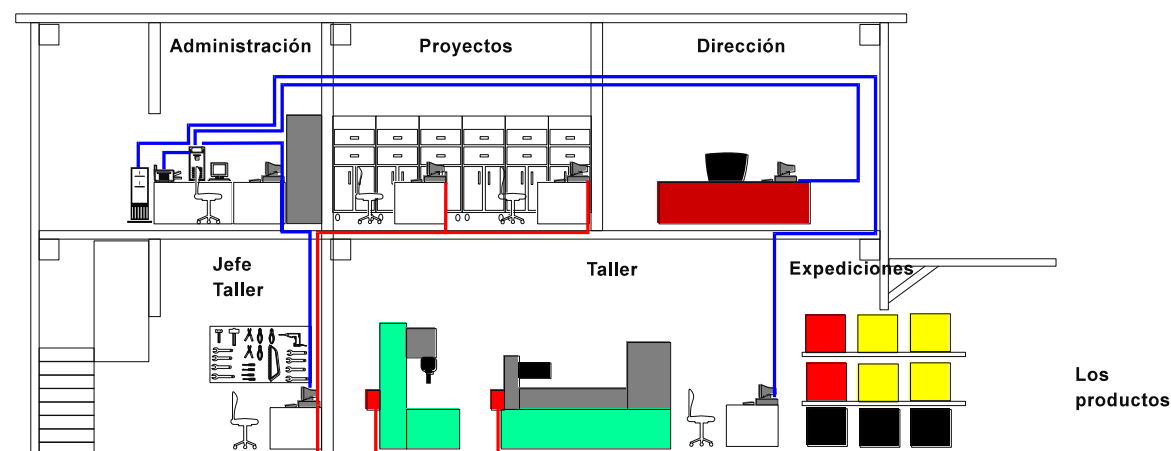 Administración
Proyectos
Dirección
Jefe
Taller
Taller
Expediciones
Los
productos